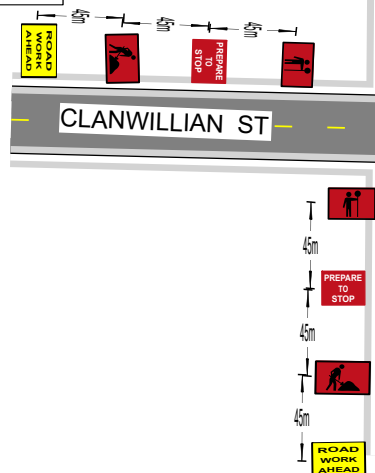 45m
45m
45m
ROAD
WORK
AHEAD
PREPARE
TO
STOP
CLANWILLIAN ST
45m
PREPARE
TO
STOP
45m
45m
ROAD
WORK
AHEAD